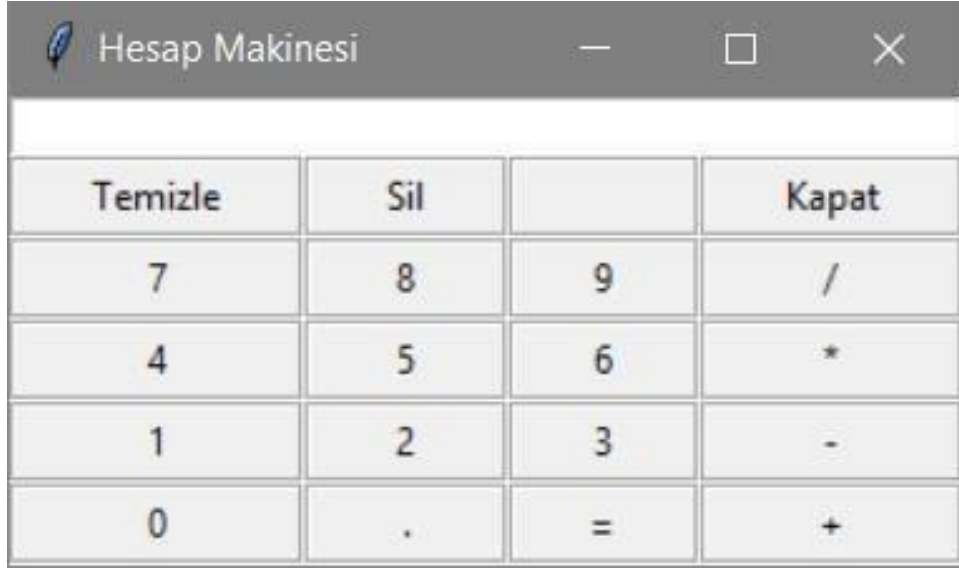 Hesap Makinesi
Temizle Sil Kapat
7 8 9 /
4 5 6 *
1 2 3 -
0 . = +